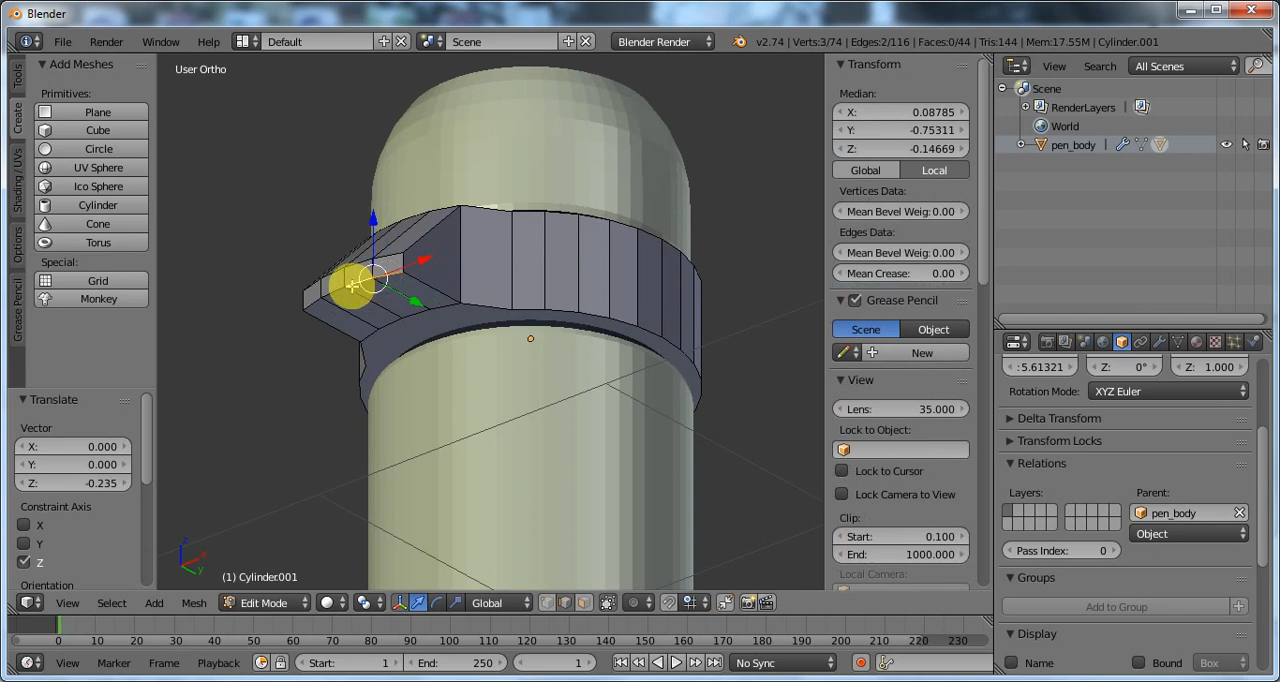 Blender
File Render Window Help Default Scene Blender Render v2.74 | Verts:3/74 | Edges:2/116 | Faces:0/44 | Tris:144 | Mem:17.55M | Cylinder.001
Tools
Create
Shading / UVs
Options
Grease Pencil
Add Meshes
Primitives:
Plane
Cube
Circle
UV Sphere
Ico Sphere
Cylinder
Cone
Torus
Special:
Grid
Monkey
Translate
Vector
X: 0.000
Y: 0.000
Z: -0.235
Constraint Axis
X
Y
Z
Orientation
User Ortho
(1) Cylinder.001
Transform
Median:
X: 0.08785
Y: -0.75311
Z: -0.14669
Global Local
Vertices Data:
Mean Bevel Weig: 0.00
Edges Data:
Mean Bevel Weig: 0.00
Mean Crease: 0.00
Grease Pencil
Scene Object
New
View
Lens: 35.000
Lock to Object:
Lock to Cursor
Lock Camera to View
Clip:
Start: 0.100
End: 1000.000
Local Camera:
View Search All Scenes
Scene
RenderLayers |
World
pen_body |
:5.61321 Z: 0° Z: 1.000
Rotation Mode: XYZ Euler
Delta Transform
Transform Locks
Relations
Layers: Parent:
pen_body
Object
Pass Index: 0
Groups
Add to Group
Display
Name Bound Box
View Select Add Mesh Edit Mode Global
0 10 20 30 40 50 60 70 80 90 100 110 120 130 140 150 160 170 180 190 200 210 220 230
View Marker Frame Playback Start: 1 End: 250 1 No Sync
z
x
y